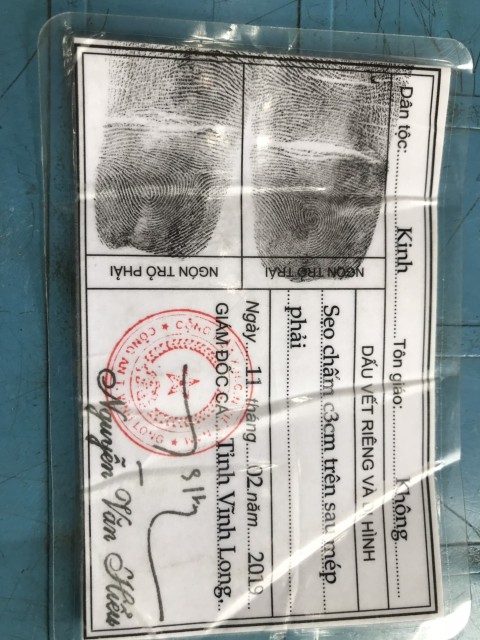 Dân tộc: Kinh Tôn giáo: Không
DẤU VẾT RIÊNG VÀ DỊ HÌNH
Sẹo chấm c3cm trên sau mép
phải
NGÓN TRỎ TRÁI
NGÓN TRỎ PHẢI
Ngày 11 tháng 02 năm 2019
GIÁM ĐỐC CA Tỉnh Vĩnh Long,
Nguyễn Văn Hiếu